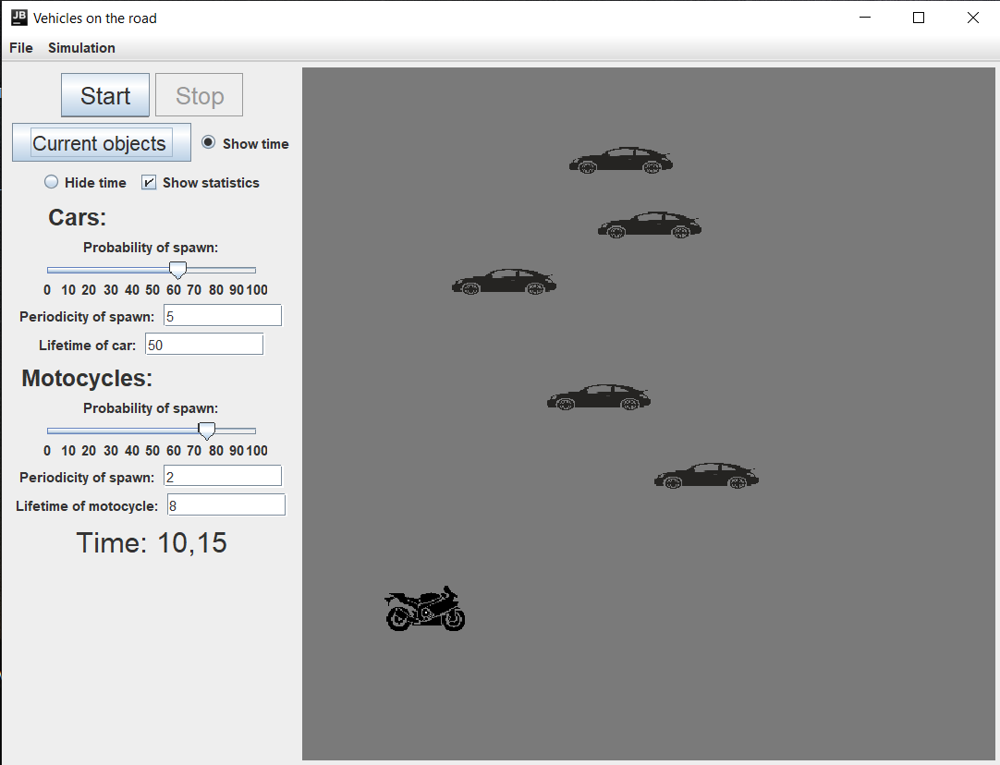 JB Vehicles on the road
File Simulation
Start Stop
Current objects Show time
Hide time Show statistics
Cars:
Probability of spawn:
0 10 20 30 40 50 60 70 80 90 100
Periodicity of spawn: 5
Lifetime of car: 50
Motocycles:
Probability of spawn:
0 10 20 30 40 50 60 70 80 90 100
Periodicity of spawn: 2
Lifetime of motocycle: 8
Time: 10,15